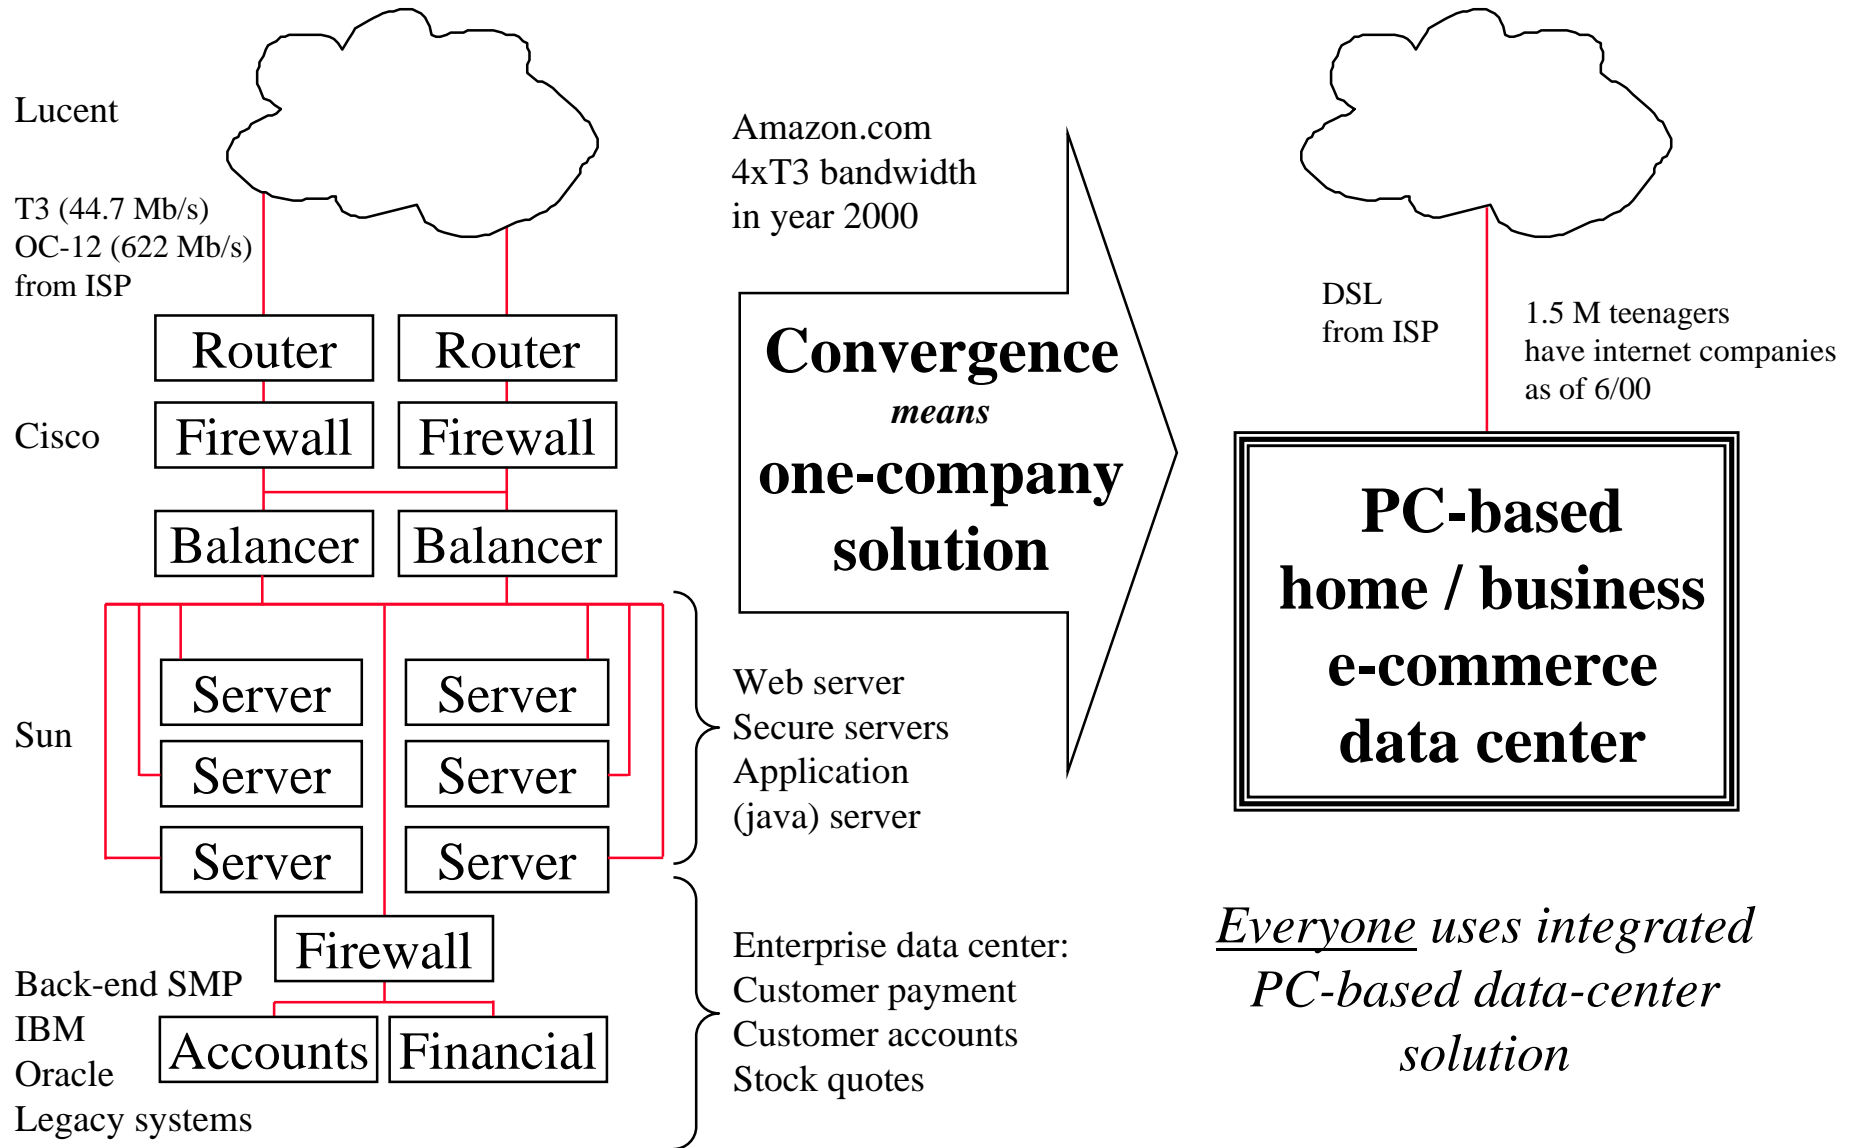 Lucent
T3 (44.7 Mb/s)
OC-12 (622 Mb/s)
from ISP
Router
Router
Cisco
Firewall
Firewall
Balancer
Balancer
Sun
Server
Server
Server
Server
Server
Server
Firewall
Back-end SMP
IBM
Oracle
Legacy systems
Accounts
Financial
Amazon.com
4xT3 bandwidth
in year 2000
Convergence
means
one-company
solution
Web server
Secure servers
Application
(java) server
Enterprise data center:
Customer payment
Customer accounts
Stock quotes
DSL
from ISP
1.5 M teenagers
have internet companies
as of 6/00
PC-based
home / business
e-commerce
data center
Everyone uses integrated
PC-based data-center
solution